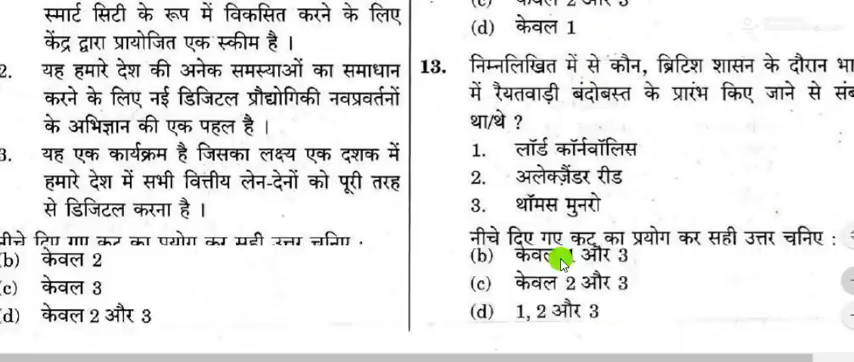 स्मार्ट सिटी के रूप में विकसित करने के लिए
केंद्र द्वारा प्रायोजित एक स्कीम है ।
2. यह हमारे देश की अनेक समस्याओं का समाधान
करने के लिए नई डिजिटल प्रौद्योगिकी नवप्रवर्तनों
के अभिज्ञान की एक पहल है ।
3. यह एक कार्यक्रम है जिसका लक्ष्य एक दशक में
हमारे देश में सभी वित्तीय लेन-देनों को पूरी तरह
से डिजिटल करना है ।
(b) केवल 2
(c) केवल 3
(d) केवल 2 और 3
(d) केवल 1
13. निम्नलिखित में से कौन, ब्रिटिश शासन के दौरान
में रैयतवाड़ी बंदोबस्त के प्रारंभ किए जाने से
था/थे ?
1. लॉर्ड कॉर्नवॉलिस
2. अलेक्ज़ैंडर रीड
3. थॉमस मुनरो
नीचे दिए गए कूट का प्रयोग कर सही उत्तर चुनिए :
(b) केवल 1 और 3
(c) केवल 2 और 3
(d) 1, 2 और 3